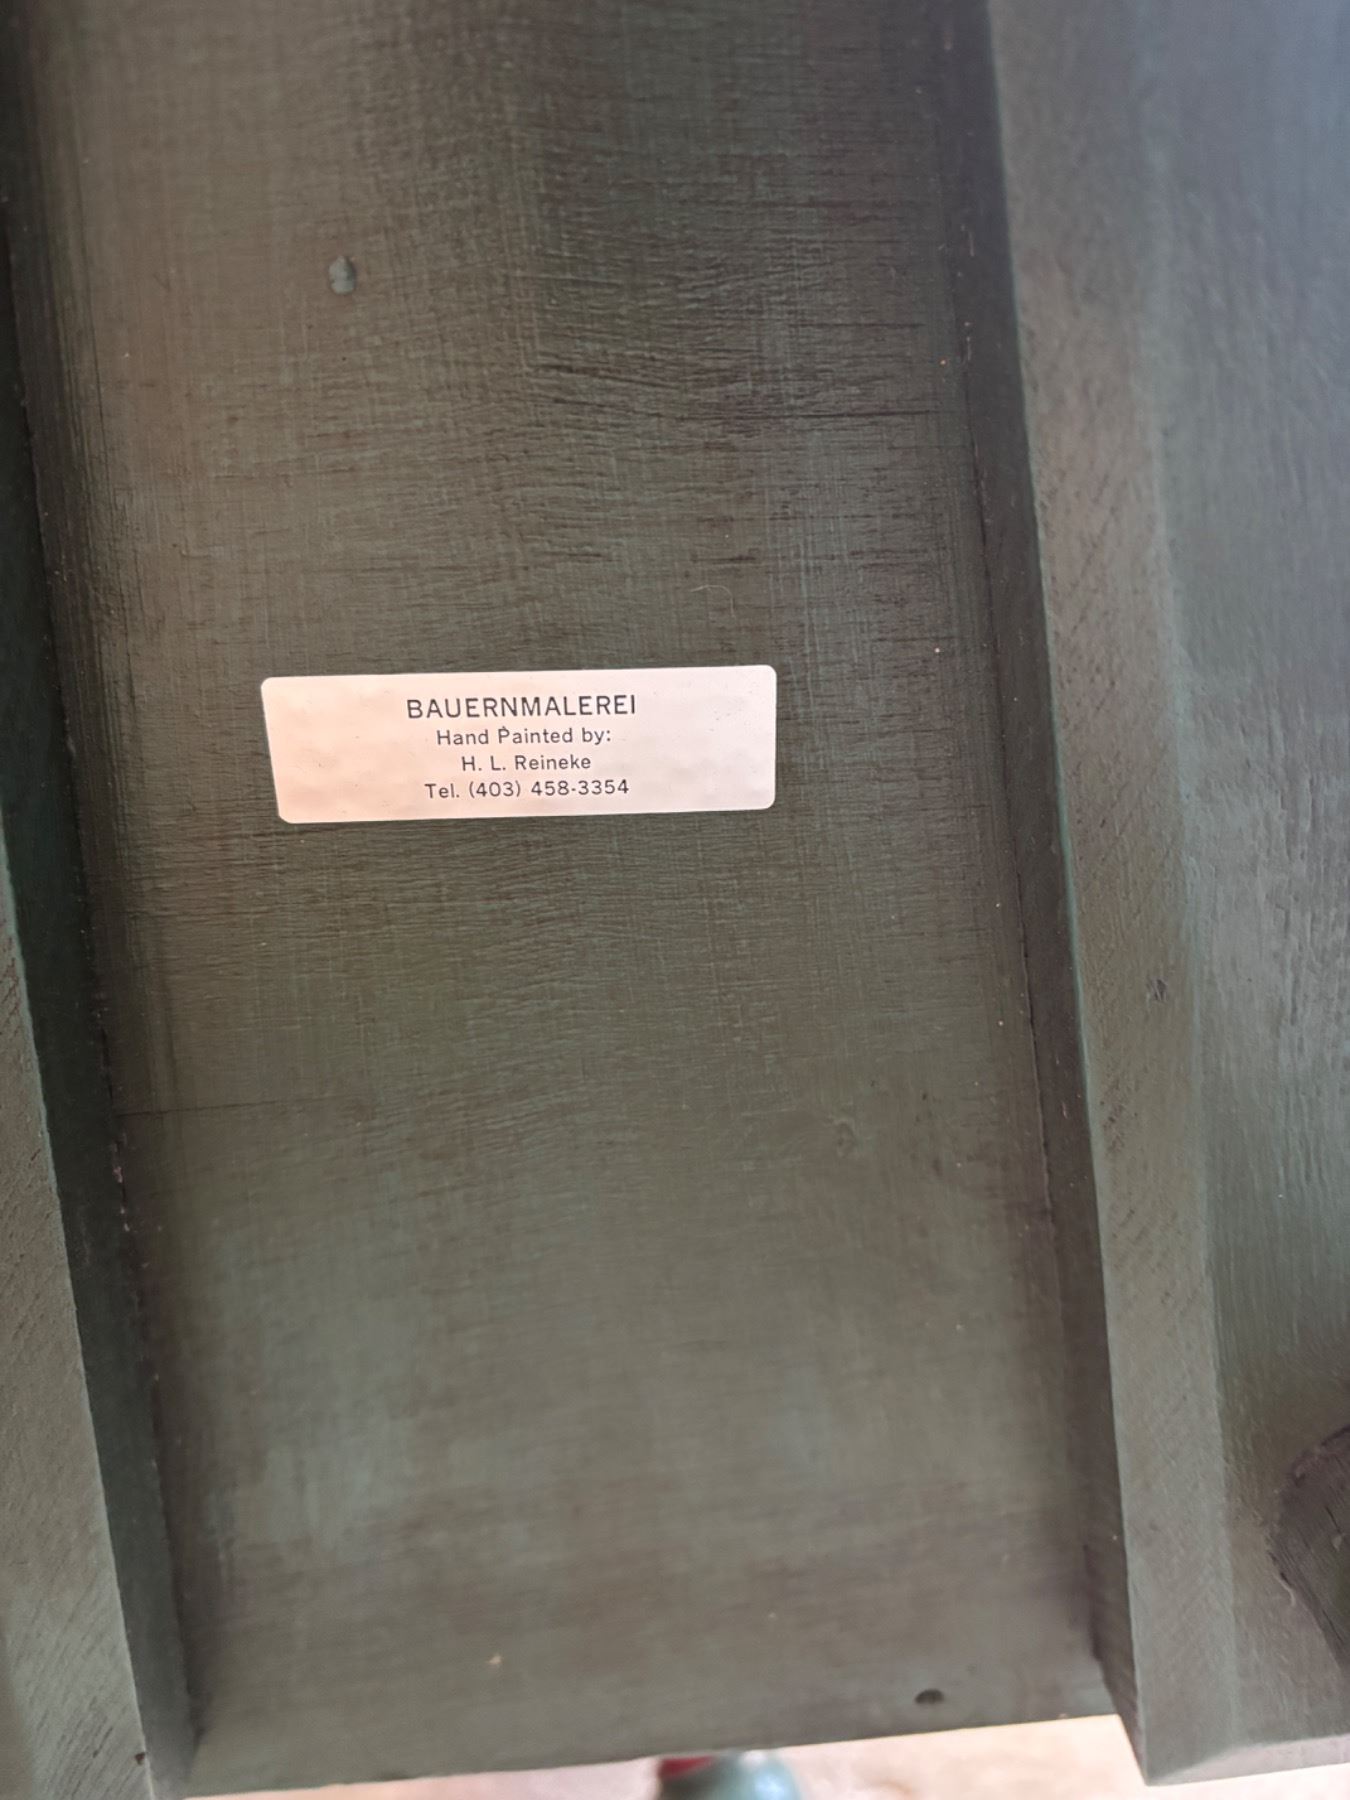 BAUERNMALEREI
Hand Painted by:
H. L. Reineke
Tel. (403) 458-3354